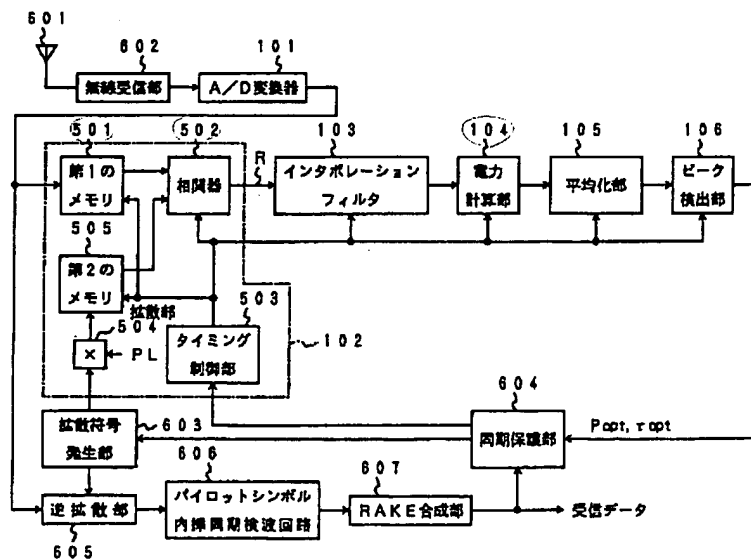 601
602
無線受信部
101
A/D変換器
501
第1の
メモリ
502
相関器
R
103
インタポレーション
フィルタ
104
電力
計算部
105
平均化部
106
ピーク
検出部
505
第2の
メモリ
拡散部
504
×
PL
503
タイミング
制御部
102
603
拡散符号
発生部
604
同期保護部
Popt, τopt
605
逆拡散部
606
パイロットシンボル
内挿同期検波回路
607
RAKE合成部
受信データ